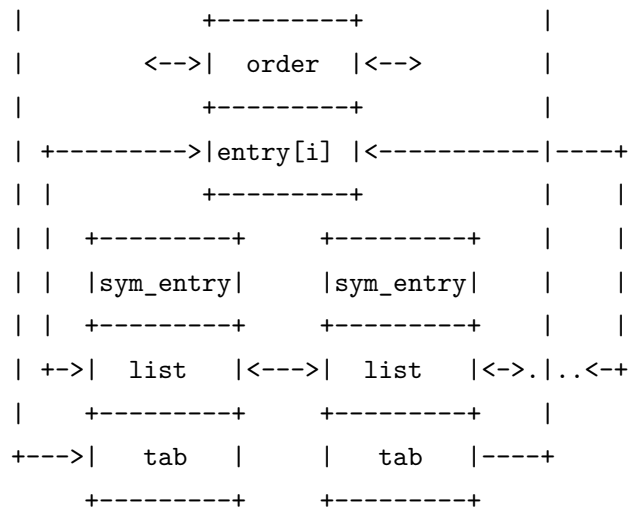 |            +---------+            |
|       <-->|  order  |<-->        |
|            +---------+            |
| +--------->|entry[i] |<-----------|----+
| |          +---------+            |    |
| |   +---------+     +---------+   |    |
| |   |sym_entry|     |sym_entry|   |    |
| |   +---------+     +---------+   |    |
| +->|  list   |<--->|  list   |<->.|..<-+
|     +---------+     +---------+   |
+--->|   tab   |     |   tab   |----+
     +---------+     +---------+